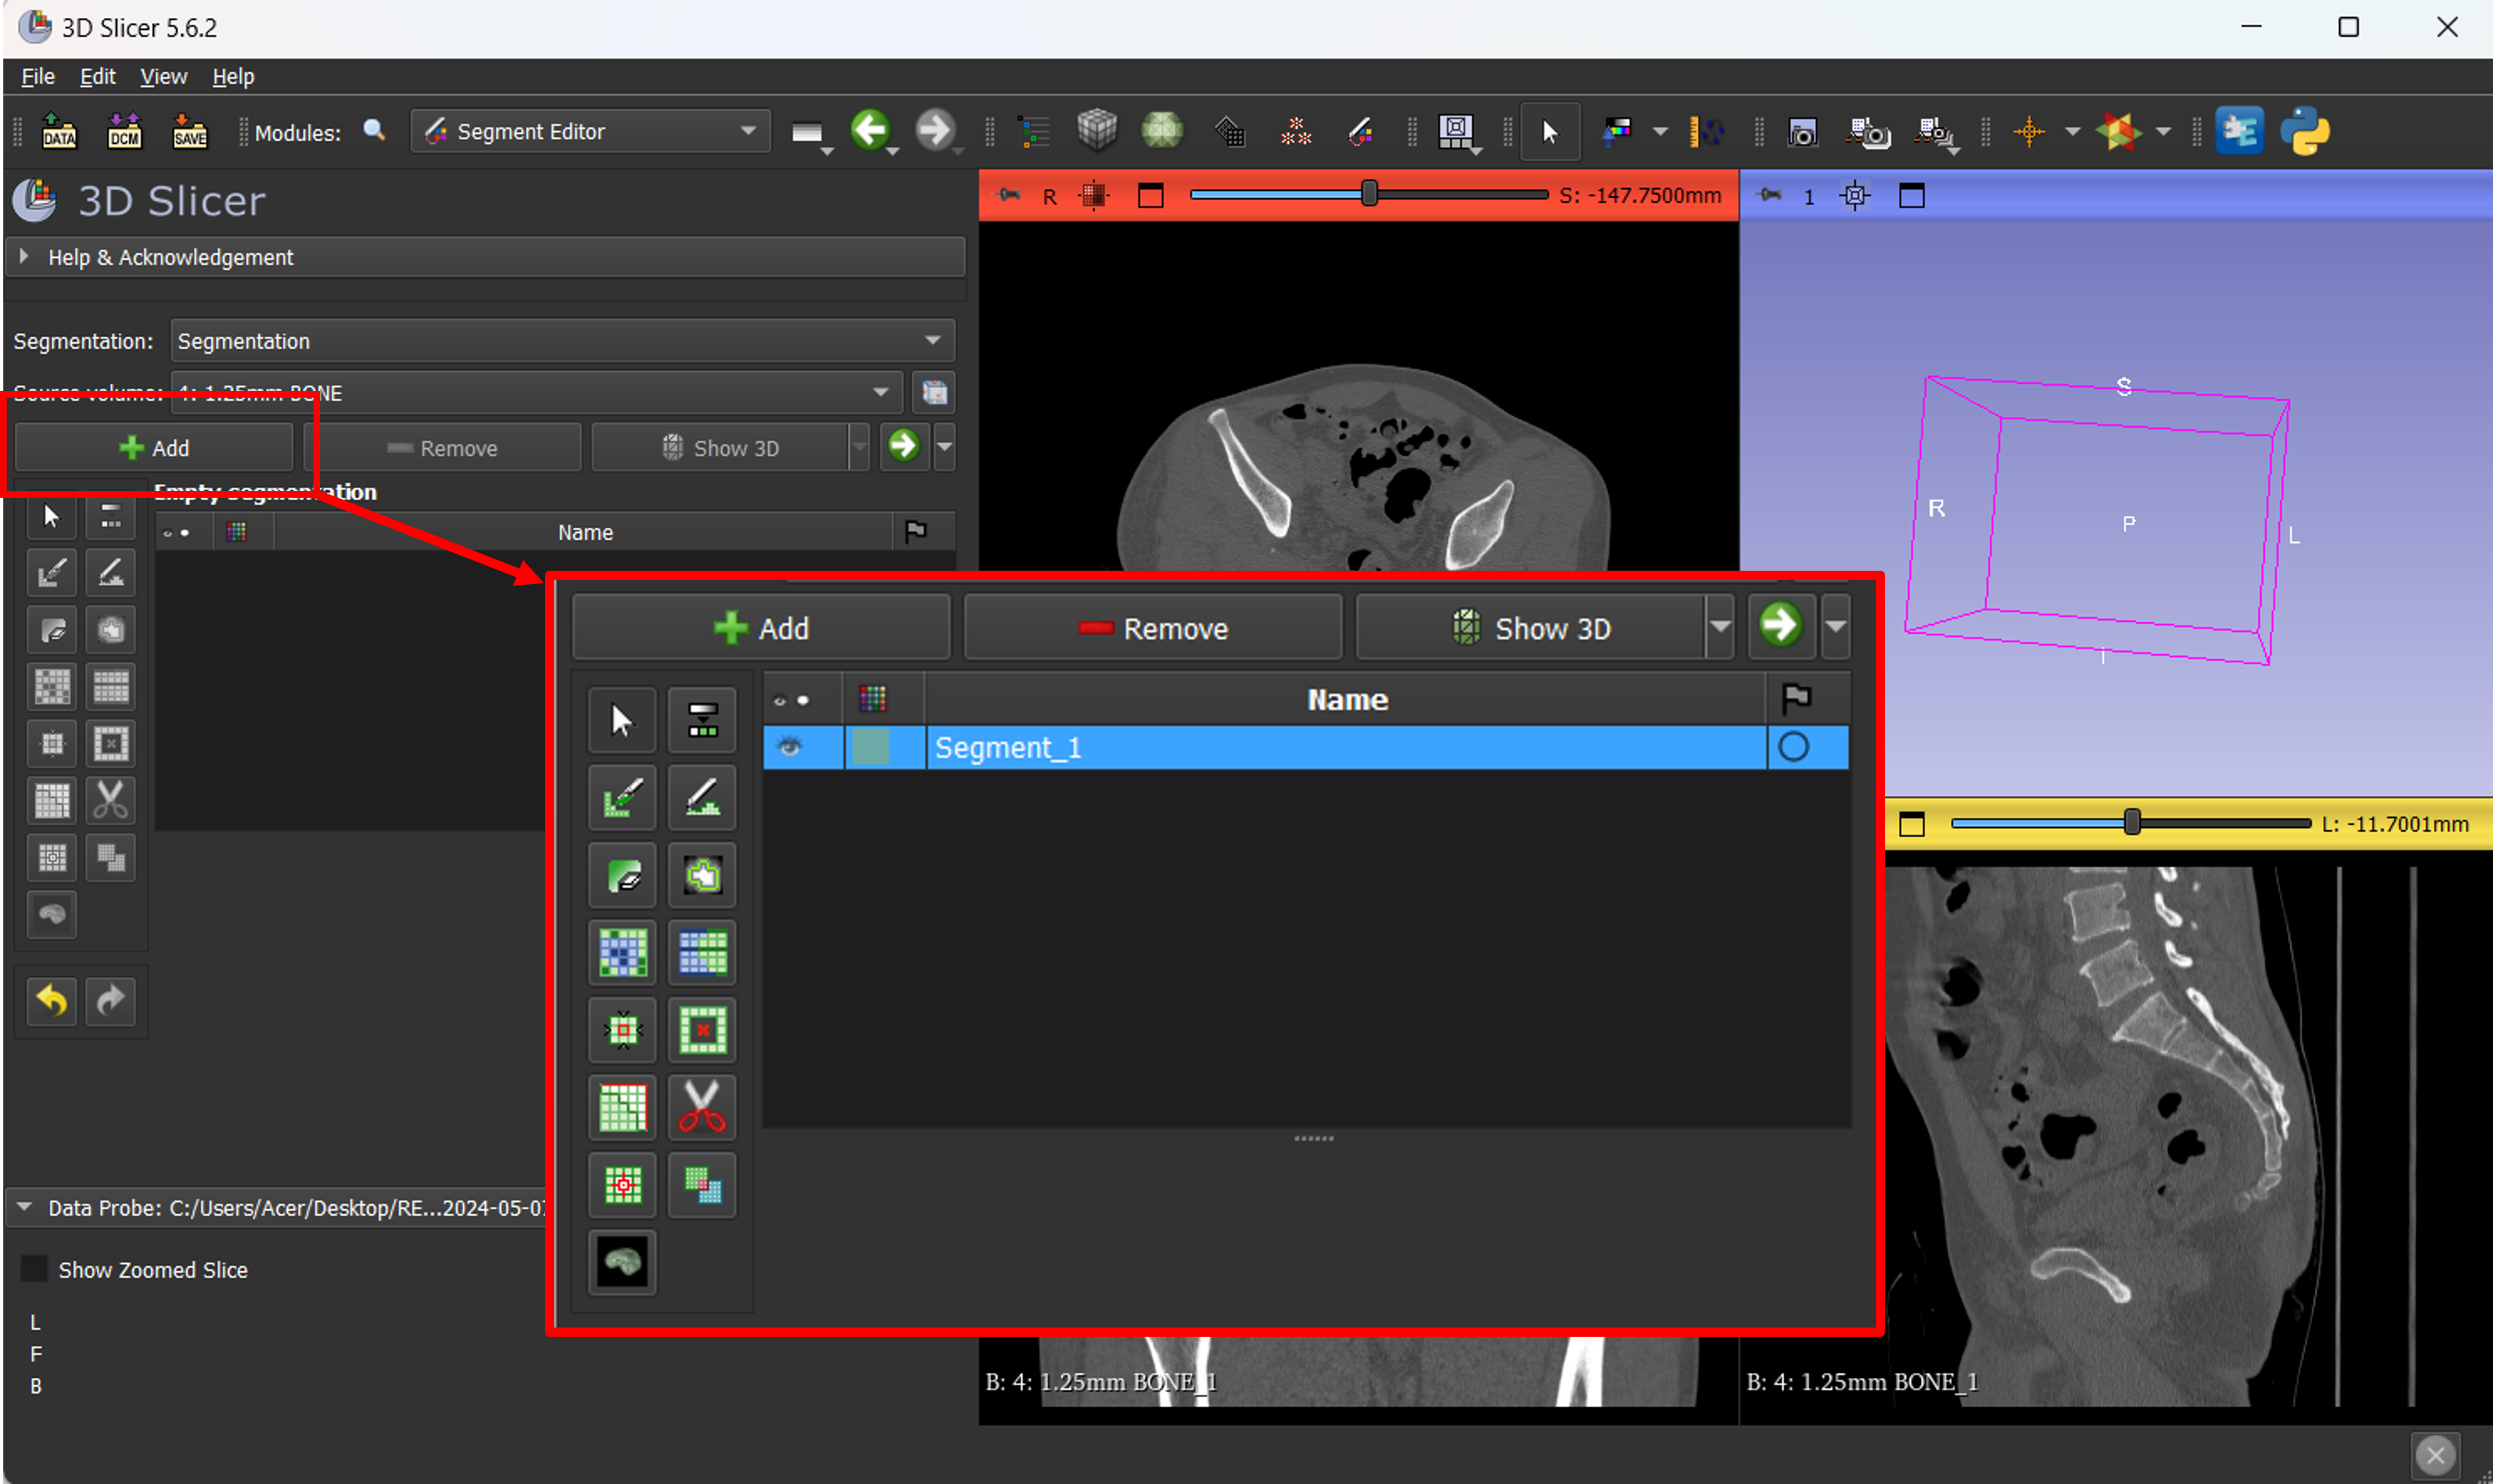 3D Slicer 5.6.2
File Edit View Help
DATA DCM SAVE Modules: Segment Editor
3D Slicer
R S: -147.7500mm 1
Help & Acknowledgement
Segmentation: Segmentation
Source volume: 4: 1.25mm BONE
Add Remove Show 3D
Empty segmentation
Name
S
R P L
I
Add Remove Show 3D
Name
Segment_1
L: -11.7001mm
Data Probe: C:/Users/Acer/Desktop/RE...2024-05-0
Show Zoomed Slice
L
F
B
B: 4: 1.25mm BONE_1
B: 4: 1.25mm BONE_1